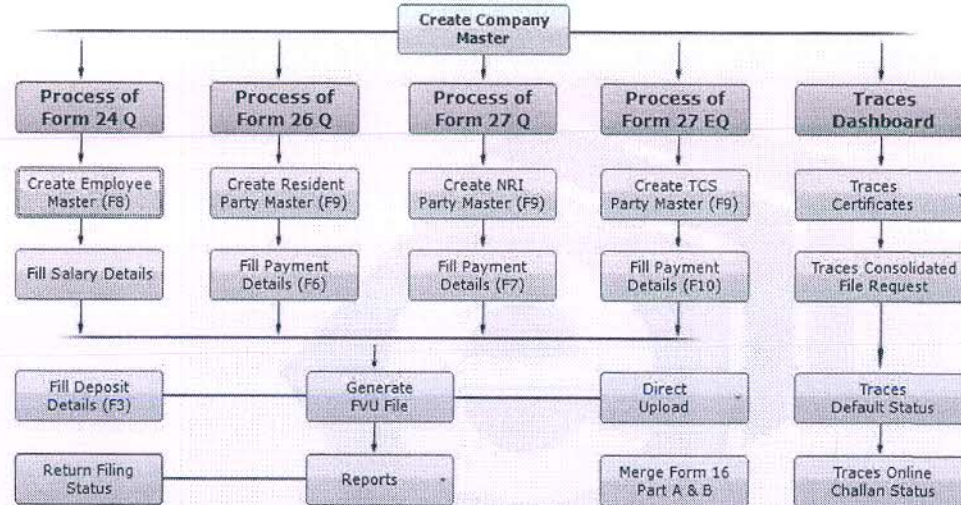 Create Company
Master
Process of
Form 24 Q
Process of
Form 26 Q
Process of
Form 27 Q
Process of
Form 27 EQ
Traces
Dashboard
Create Employee
Master (F8)
Create Resident
Party Master (F9)
Create NRI
Party Master (F9)
Create TCS
Party Master (F9)
Traces
Certificates
Fill Salary Details
Fill Payment
Details (F6)
Fill Payment
Details (F7)
Fill Payment
Details (F10)
Traces Consolidated
File Request
Fill Deposit
Details (F3)
Generate
FVU File
Direct
Upload
Traces
Default Status
Return Filing
Status
Reports
Merge Form 16
Part A & B
Traces Online
Challan Status